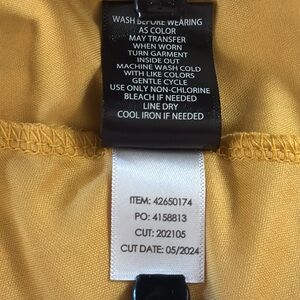 WASH BEFORE WEARING
AS COLOR
MAY TRANSFER
WHEN WORN
TURN GARMENT
INSIDE OUT
MACHINE WASH COLD
WITH LIKE COLORS
GENTLE CYCLE
USE ONLY NON-CHLORINE
BLEACH IF NEEDED
LINE DRY
COOL IRON IF NEEDED
ITEM: 42650174
PO: 4158813
CUT: 202105
CUT DATE: 05/2024